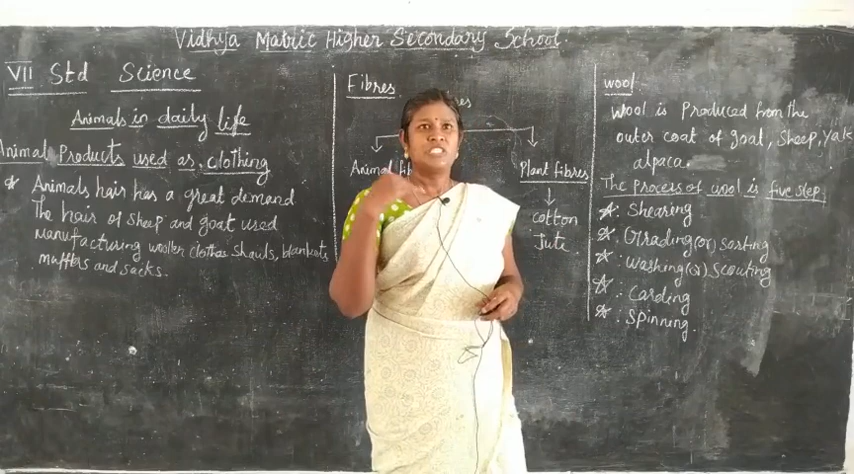 Vidhya Matric Higher Secondary School
VII Std Science
Animals in daily life
Animal Products used as clothing
Animals hair has a great demand
The hair of sheep and goat used
manufacturing woollen clothes shawls, blankets
mufflers and sacks.
Fibres
Animal
Plant fibres
cotton
Jute
wool
wool is produced from the
outer coat of goat, sheep, Yak
alpaca.
The process of wool is five step
: Shearing
: Grading (or) Sorting
: Washing (or) Scouting
: Carding
: Spinning